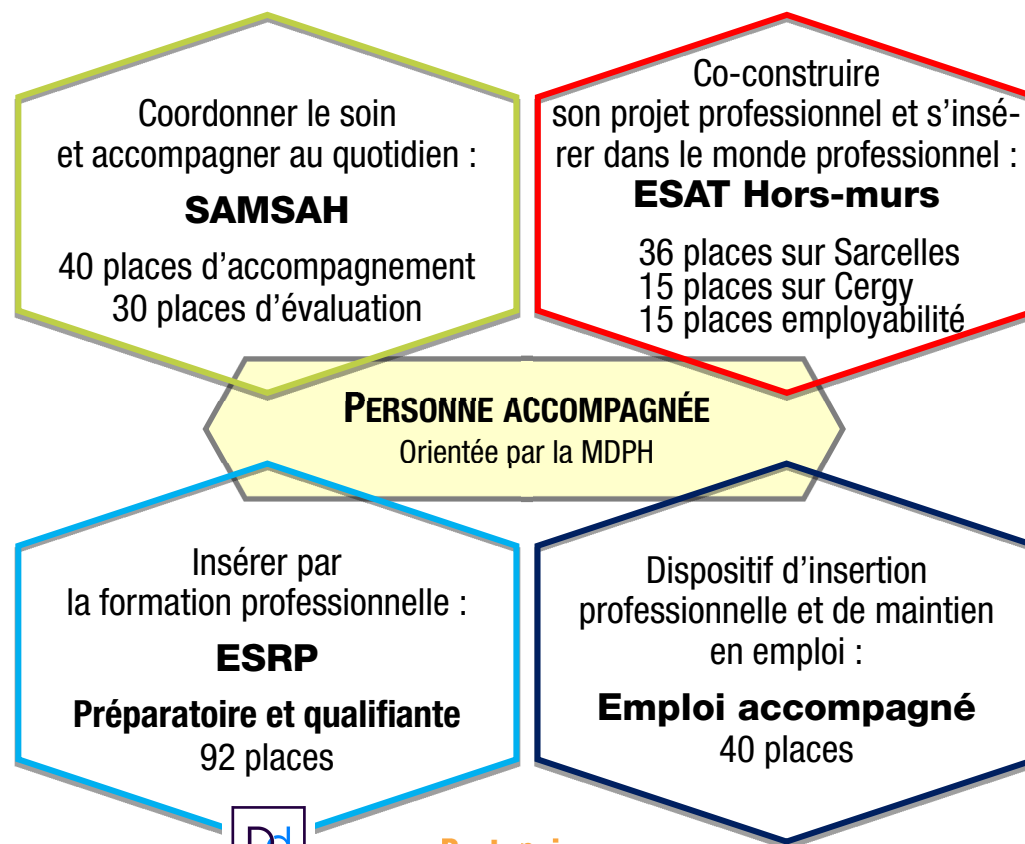 Coordonner le soin
et accompagner au quotidien :
SAMSAH
40 places d'accompagnement
30 places d'évaluation
Co-construire
son projet professionnel et s'insé-
rer dans le monde professionnel :
ESAT Hors-murs
36 places sur Sarcelles
15 places sur Cergy
15 places employabilité
PERSONNE ACCOMPAGNÉE
Orientée par la MDPH
Insérer par
la formation professionnelle :
ESRP
Préparatoire et qualifiante
92 places
Dispositif d'insertion
professionnelle et de maintien
en emploi :
Emploi accompagné
40 places